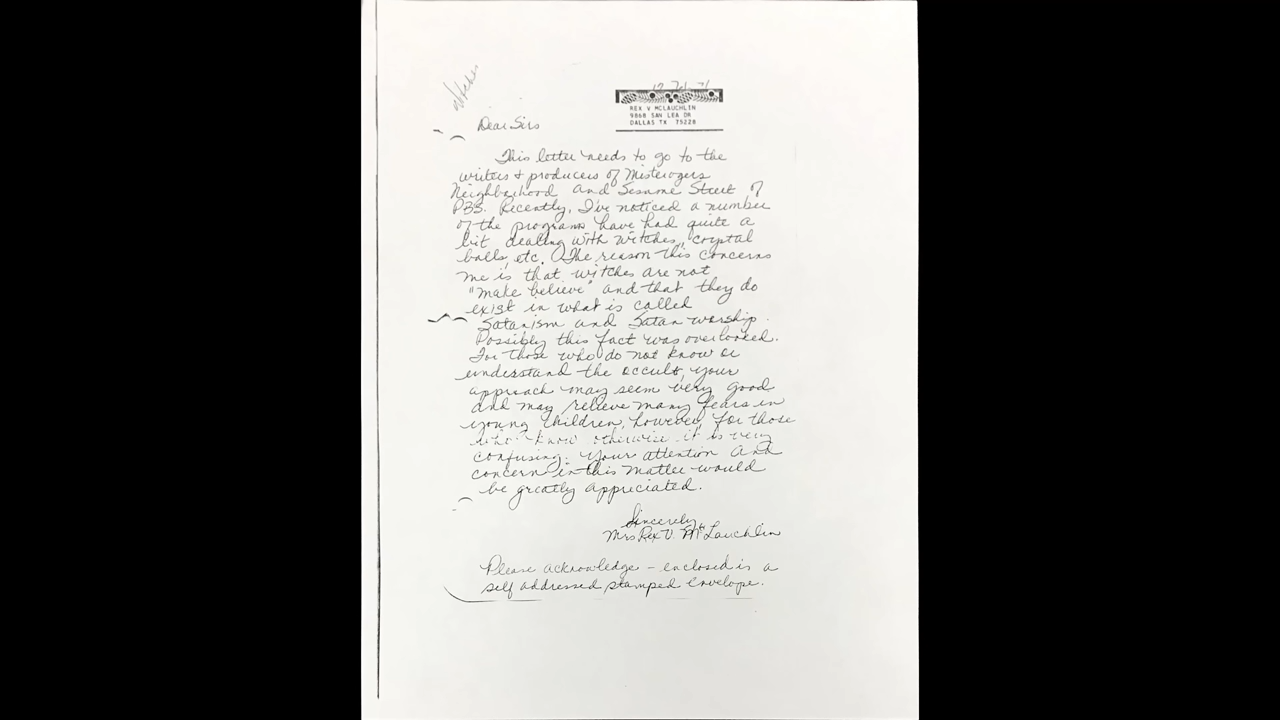 witches
12 Feb 76
REX V MCLAUCHLIN
9868 SAN LEA DR
DALLAS TX 75228
Dear Sirs
This letter needs to go to the
writers & producers of Misterogers
Neighborhood and Sesame Street of
PBS. Recently, I've noticed a number
of the programs have had quite a
bit dealing with witches, crystal
balls, etc. The reason this concerns
me is that witches are not
"make believe" and that they do
exist in what is called
Satanism and Satan worship.
Possibly this fact was overlooked.
For those who do not know or
understand the occult, your
approach may seem very good
and may relieve many fears in
young children, however, for those
who know otherwise it is very
confusing. Your attention and
concern in this matter would
be greatly appreciated.
Sincerely,
Mrs Rex V. McLauchlin
Please acknowledge – enclosed is a
self addressed stamped envelope.